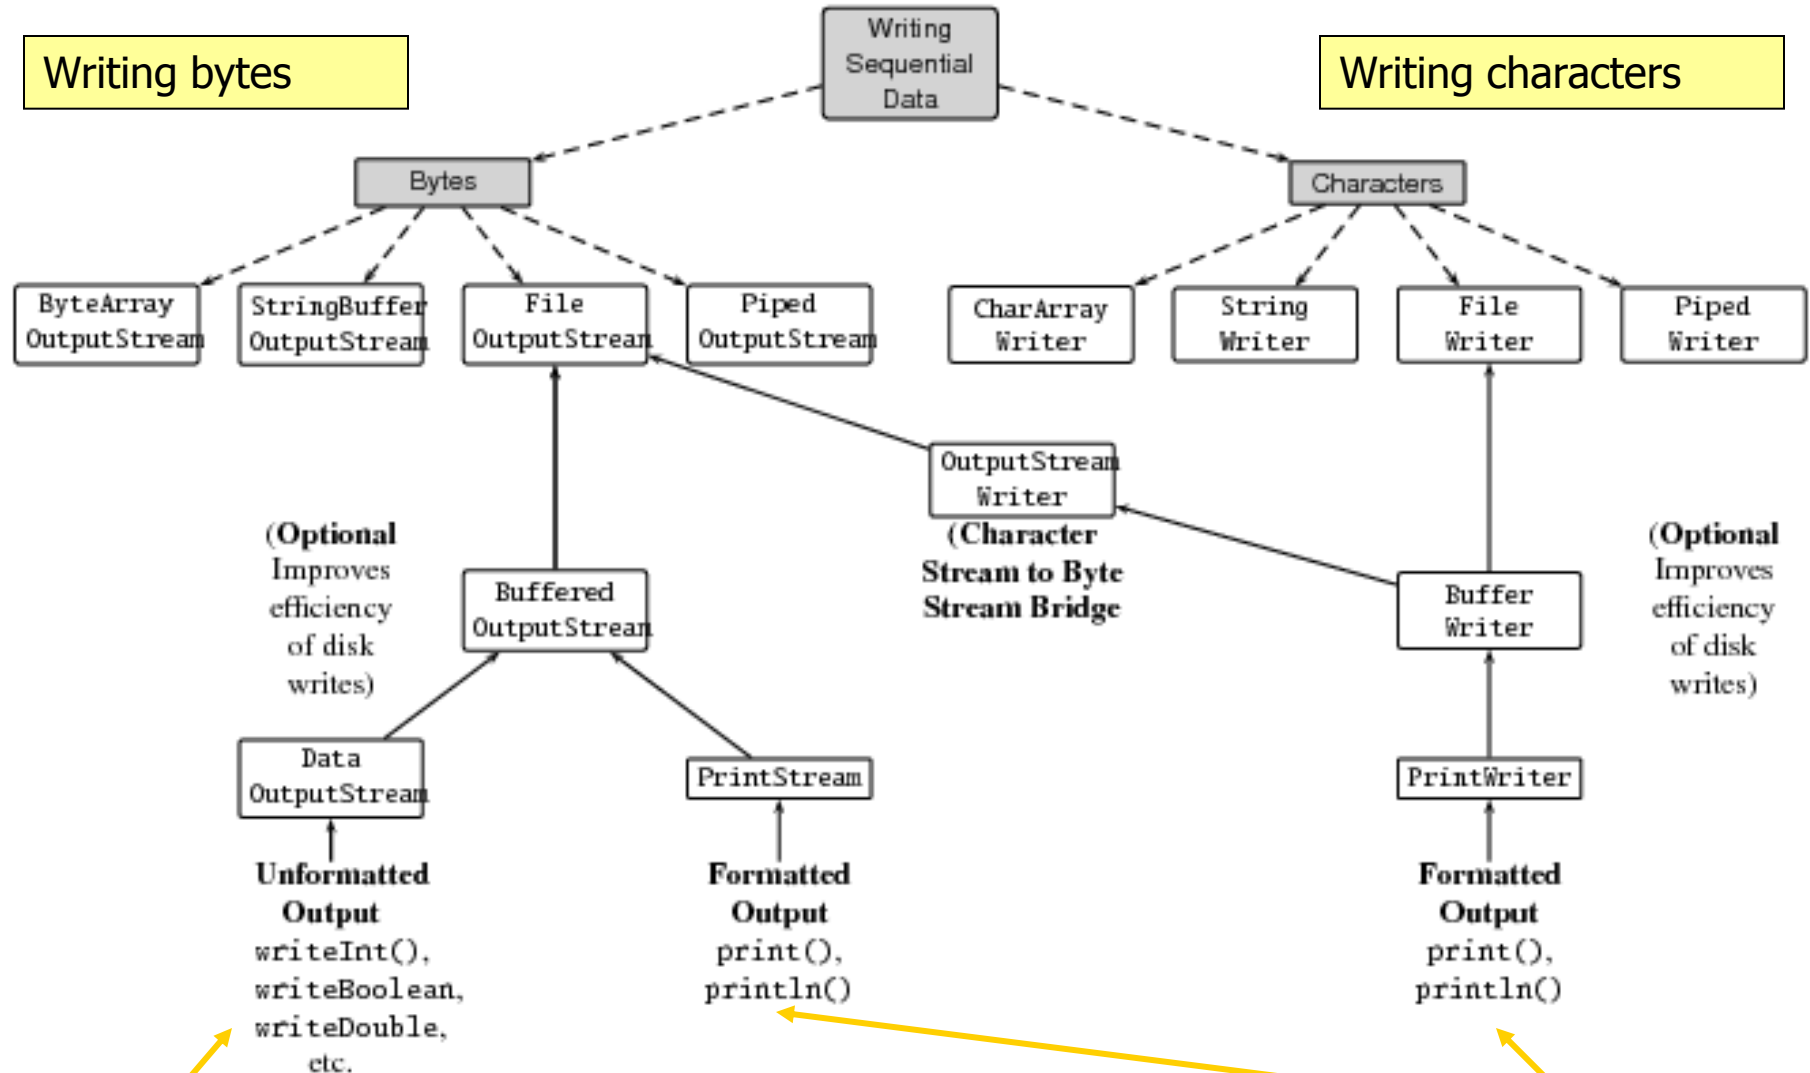 Writing bytes
Writing
Sequential
Data
Writing characters
Bytes
Characters
ByteArray
OutputStream
StringBuffer
OutputStream
File
OutputStream
Piped
OutputStream
CharArray
Writer
String
Writer
File
Writer
Piped
Writer
OutputStream
Writer
(Character
Stream to Byte
Stream Bridge
(Optional
Improves
efficiency
of disk
writes)
Buffered
OutputStream
Buffer
Writer
(Optional
Improves
efficiency
of disk
writes)
Data
OutputStream
PrintStream
PrintWriter
Unformatted
Output
writeInt(),
writeBoolean,
writeDouble,
etc.
Formatted
Output
print(),
println()
Formatted
Output
print(),
println()